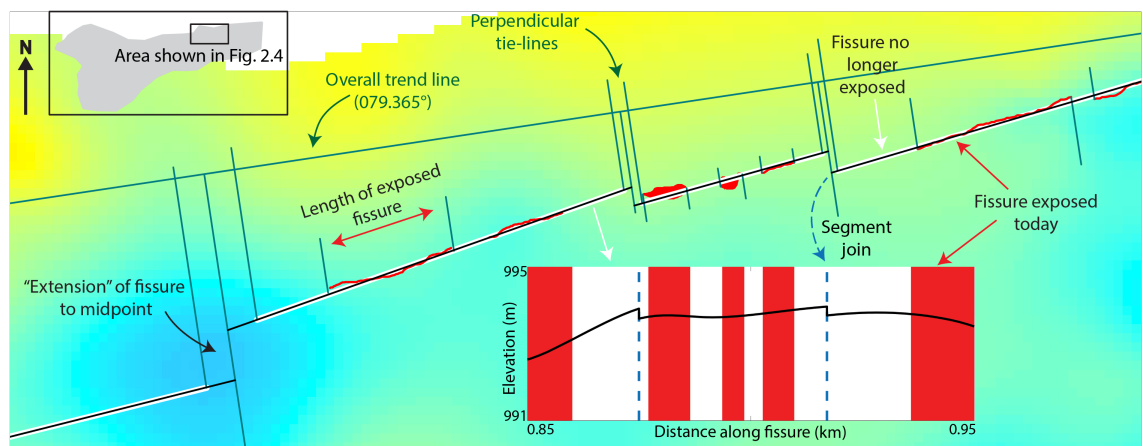 N
Area shown in Fig. 2.4
Overall trend line
(079.365°)
Perpendicular
tie-lines
Fissure no
longer
exposed
Length of exposed
fissure
Fissure exposed
today
Segment
join
"Extension" of fissure
to midpoint
995
Elevation (m)
991
0.85
Distance along fissure (km)
0.95